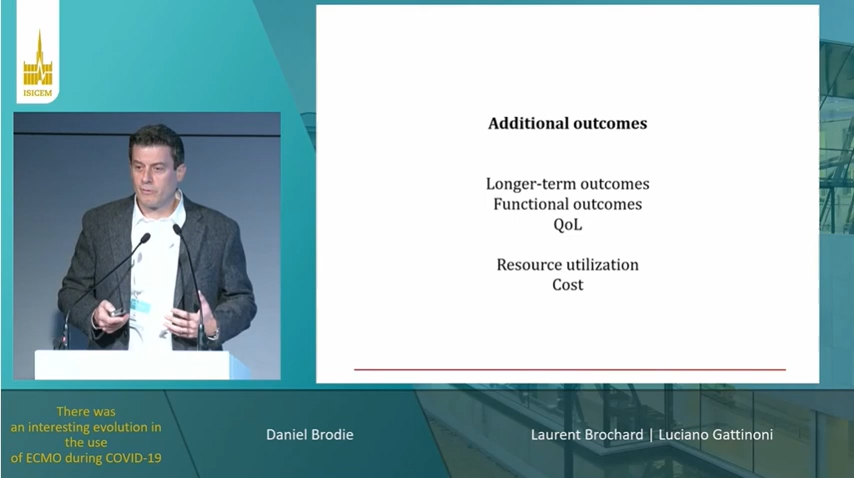 ISICEM
Additional outcomes
Longer-term outcomes
Functional outcomes
QoL
Resource utilization
Cost
There was
an interesting evolution in
the use
of ECMO during COVID-19
Daniel Brodie
Laurent Brochard | Luciano Gattinoni